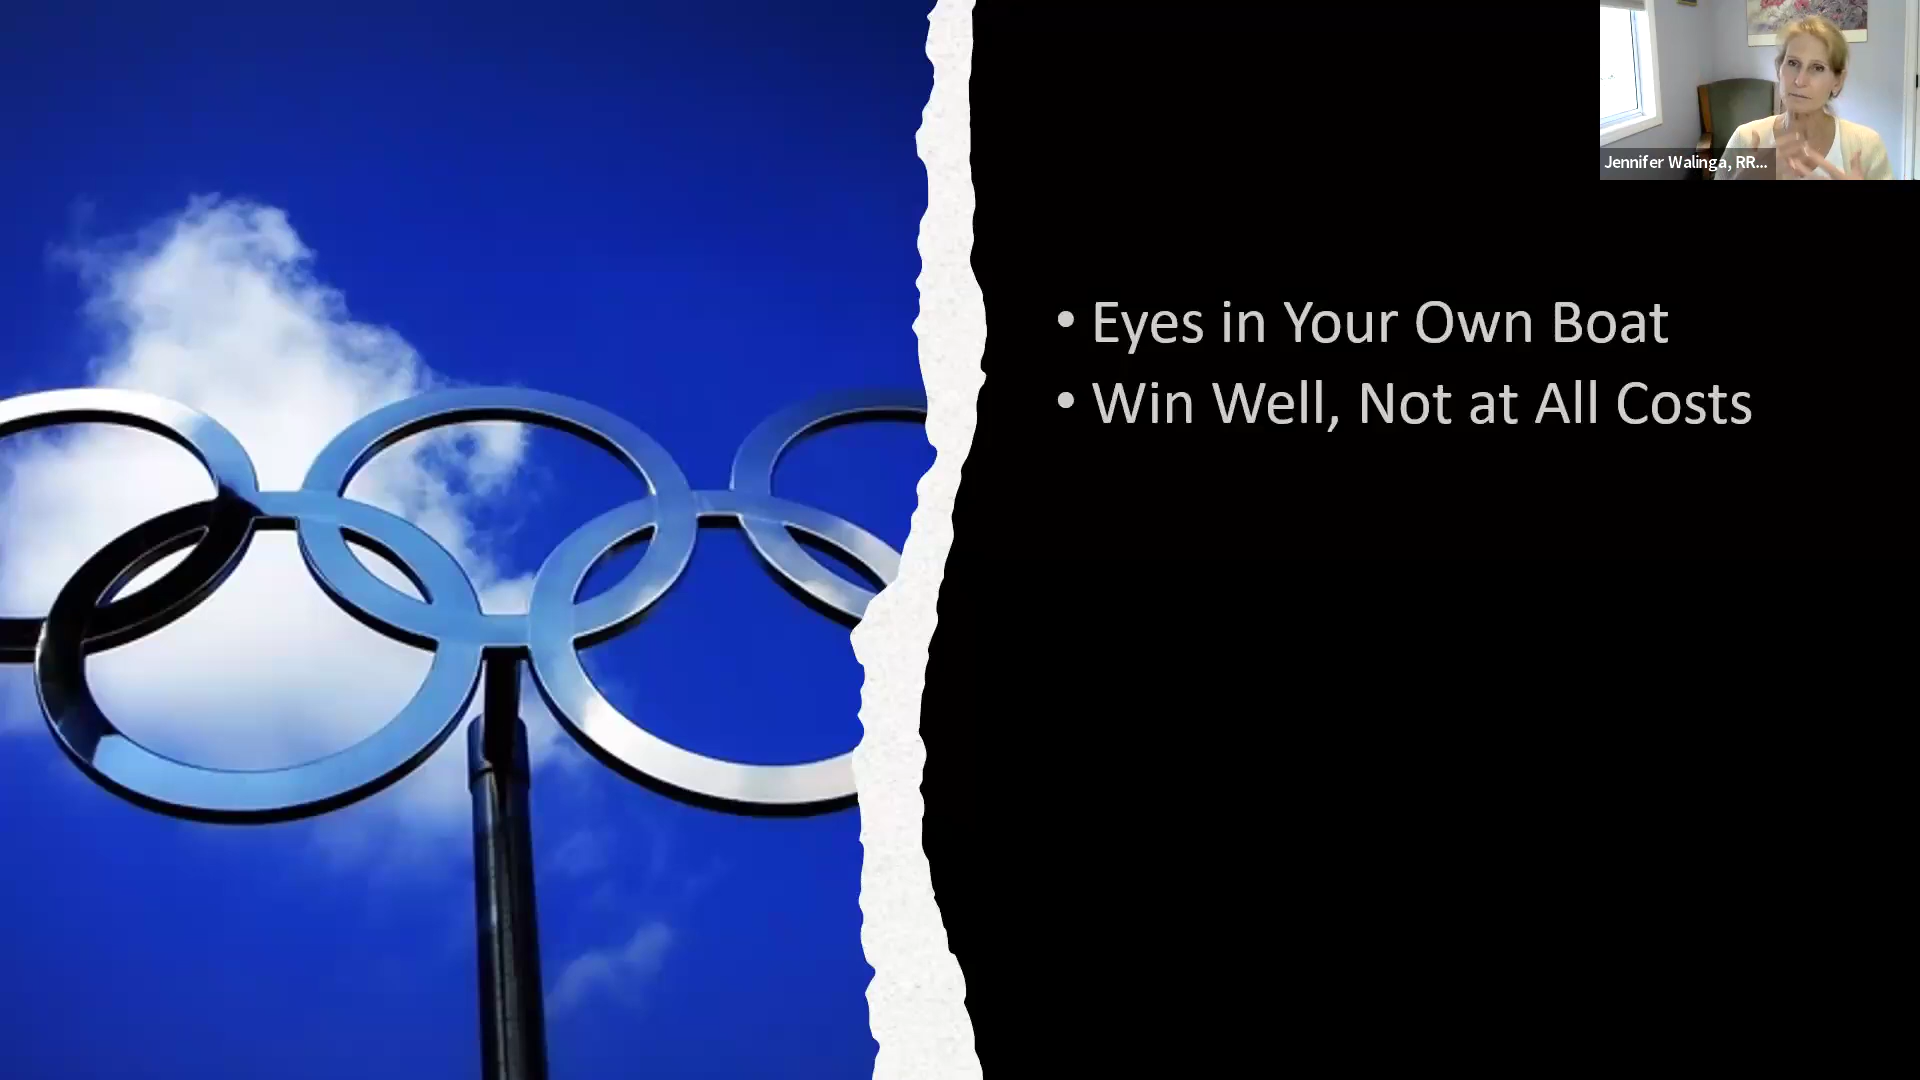 Jennifer Walinga, RR...
• Eyes in Your Own Boat
• Win Well, Not at All Costs